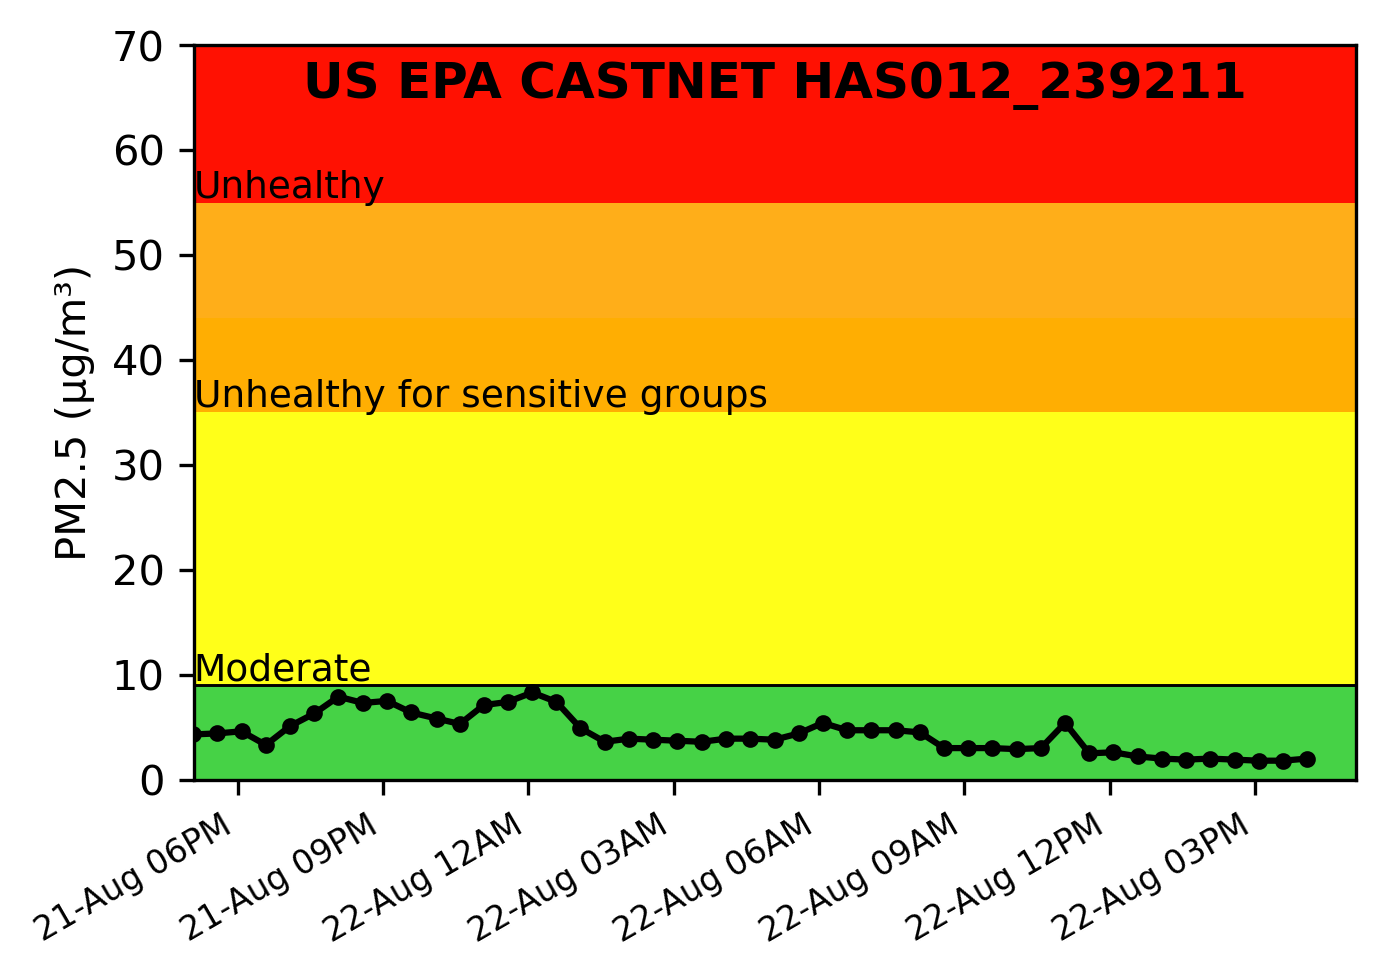 US EPA CASTNET HAS012_239211
70
60
50
40
30
20
10
0
PM2.5 (µg/m³)
Unhealthy
Unhealthy for sensitive groups
Moderate
21-Aug 06PM
21-Aug 09PM
22-Aug 12AM
22-Aug 03AM
22-Aug 06AM
22-Aug 09AM
22-Aug 12PM
22-Aug 03PM